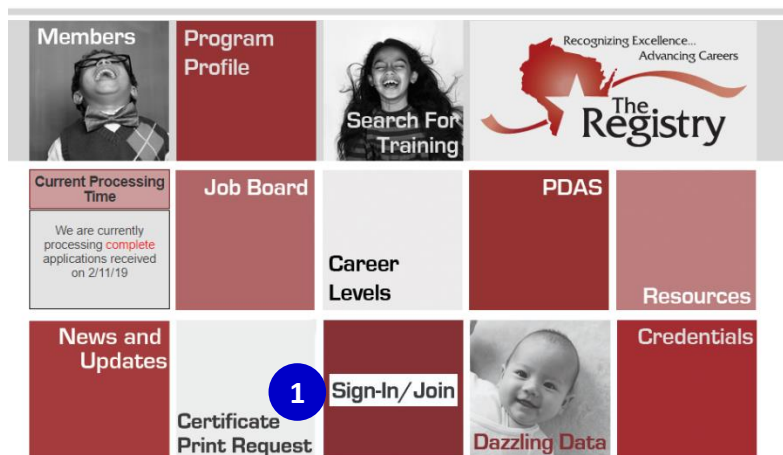 Members
Program
Profile
Search For
Training
Recognizing Excellence...
Advancing Careers
The
Registry
Current Processing
Time
We are currently
processing complete
applications received
on 2/11/19
Job Board
Career
Levels
PDAS
Resources
News and
Updates
Certificate
Print Request
1
Sign-In/Join
Dazzling Data
Credentials